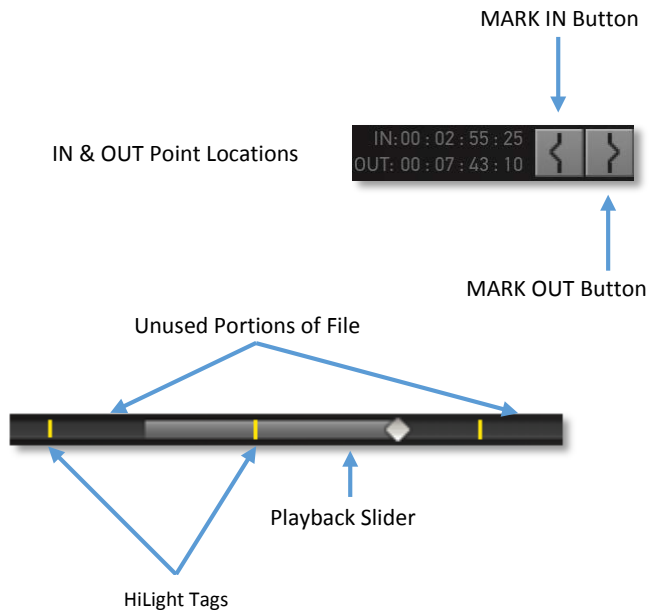 MARK IN Button
IN & OUT Point Locations
IN:00 : 02 : 55 : 25
OUT: 00 : 07 : 43 : 10
MARK OUT Button
Unused Portions of File
Playback Slider
HiLight Tags